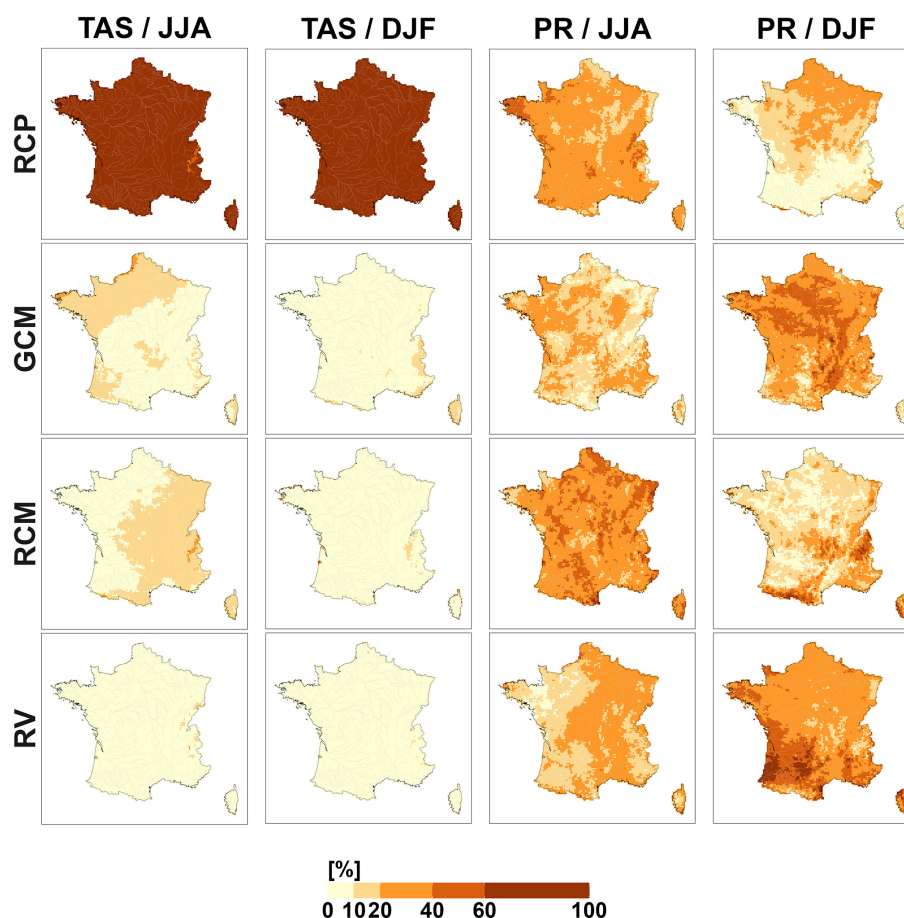 TAS / JJA TAS / DJF PR / JJA PR / DJF
RCP
GCM
RCM
RV
[%]
0 10 20 40 60 100